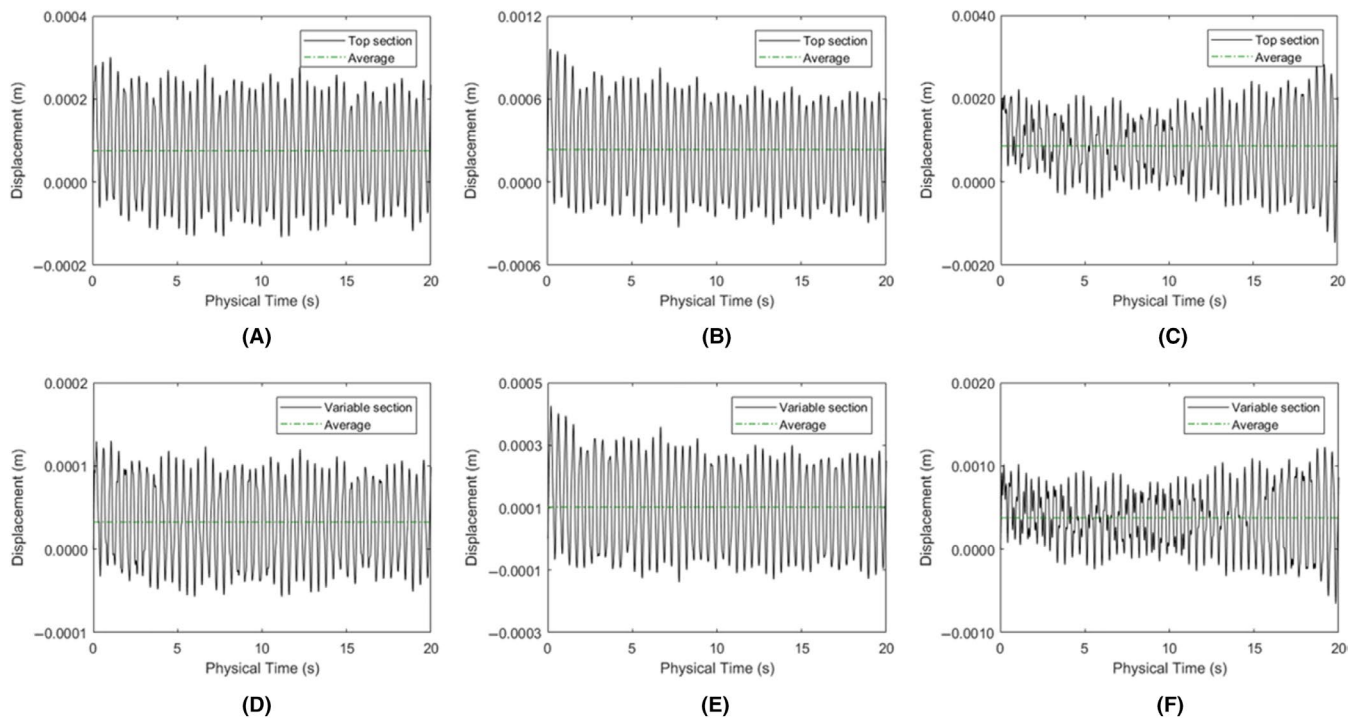 0.0004
0.0002
0.0000
−0.0002
Displacement (m)
Top section
Average
0 5 10 15 20
Physical Time (s)
(A)
0.0012
0.0006
0.0000
−0.0006
Displacement (m)
Top section
Average
0 5 10 15 20
Physical Time (s)
(B)
0.0040
0.0020
0.0000
−0.0020
Displacement (m)
Top section
Average
0 5 10 15 20
Physical Time (s)
(C)
0.0002
0.0001
0.0000
−0.0001
Displacement (m)
Variable section
Average
0 5 10 15 20
Physical Time (s)
(D)
0.0005
0.0003
0.0001
−0.0001
−0.0003
Displacement (m)
Variable section
Average
0 5 10 15 20
Physical Time (s)
(E)
0.0020
0.0010
0.0000
−0.0010
Displacement (m)
Variable section
Average
0 5 10 15 20
Physical Time (s)
(F)